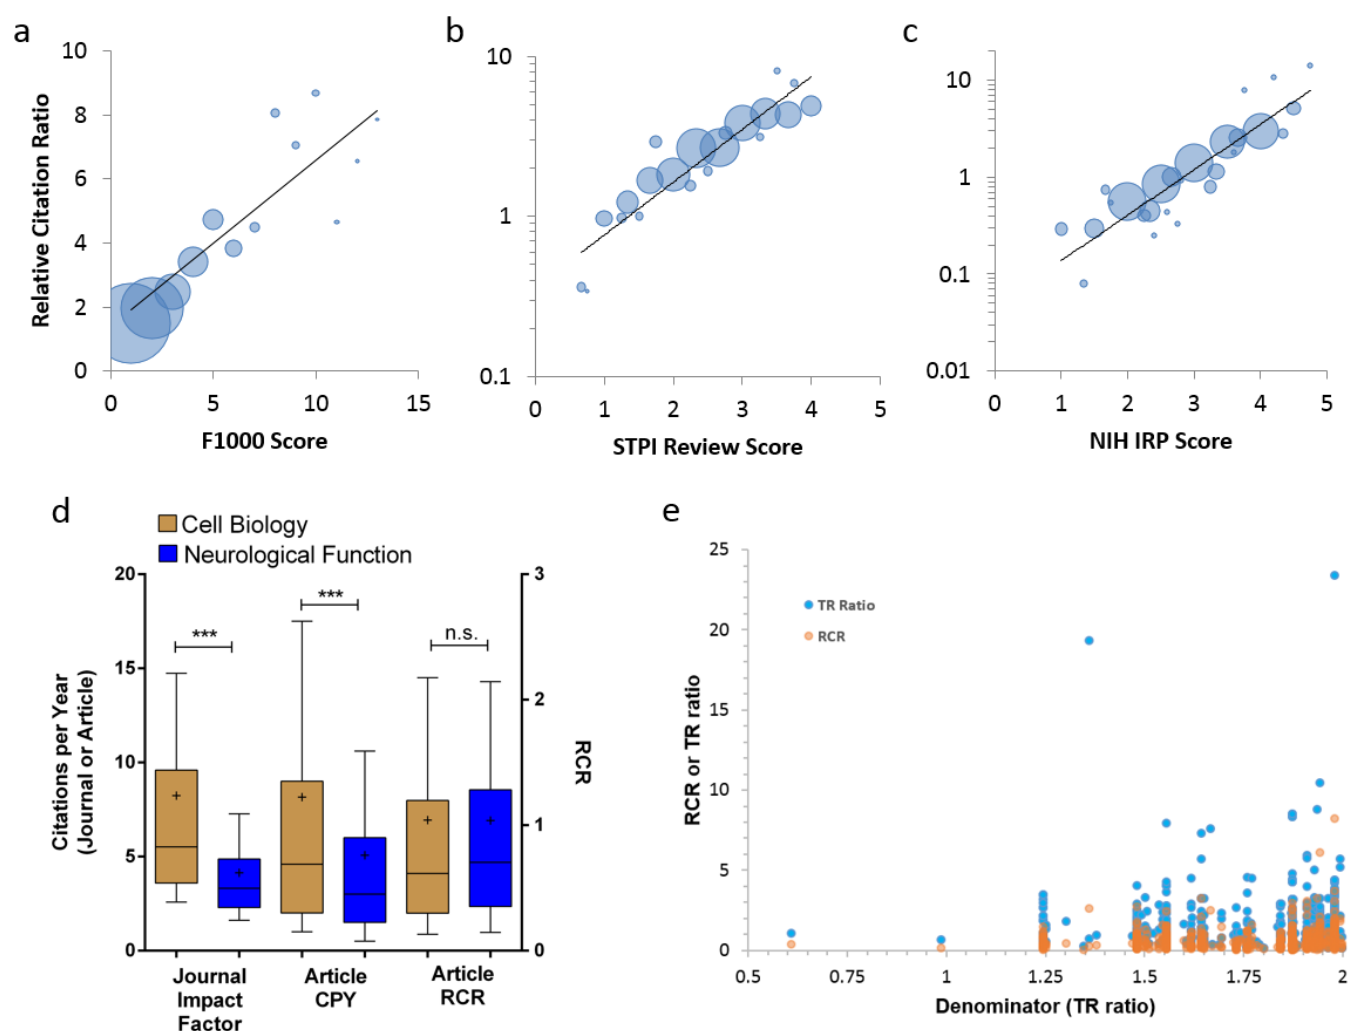 a
10
8
6
4
2
0
0 5 10 15
Relative Citation Ratio
F1000 Score
b
10
1
0.1
0 1 2 3 4 5
STPI Review Score
c
10
1
0.1
0.01
0 1 2 3 4 5
NIH IRP Score
d
Cell Biology
Neurological Function
20
15
10
5
0
Citations per Year
(Journal or Article)
***
***
n.s.
3
2
1
0
RCR
Journal
Impact
Factor
Article
CPY
Article
RCR
e
25
20
15
10
5
0
RCR or TR ratio
TR Ratio
RCR
0.5 0.75 1 1.25 1.5 1.75 2
Denominator (TR ratio)